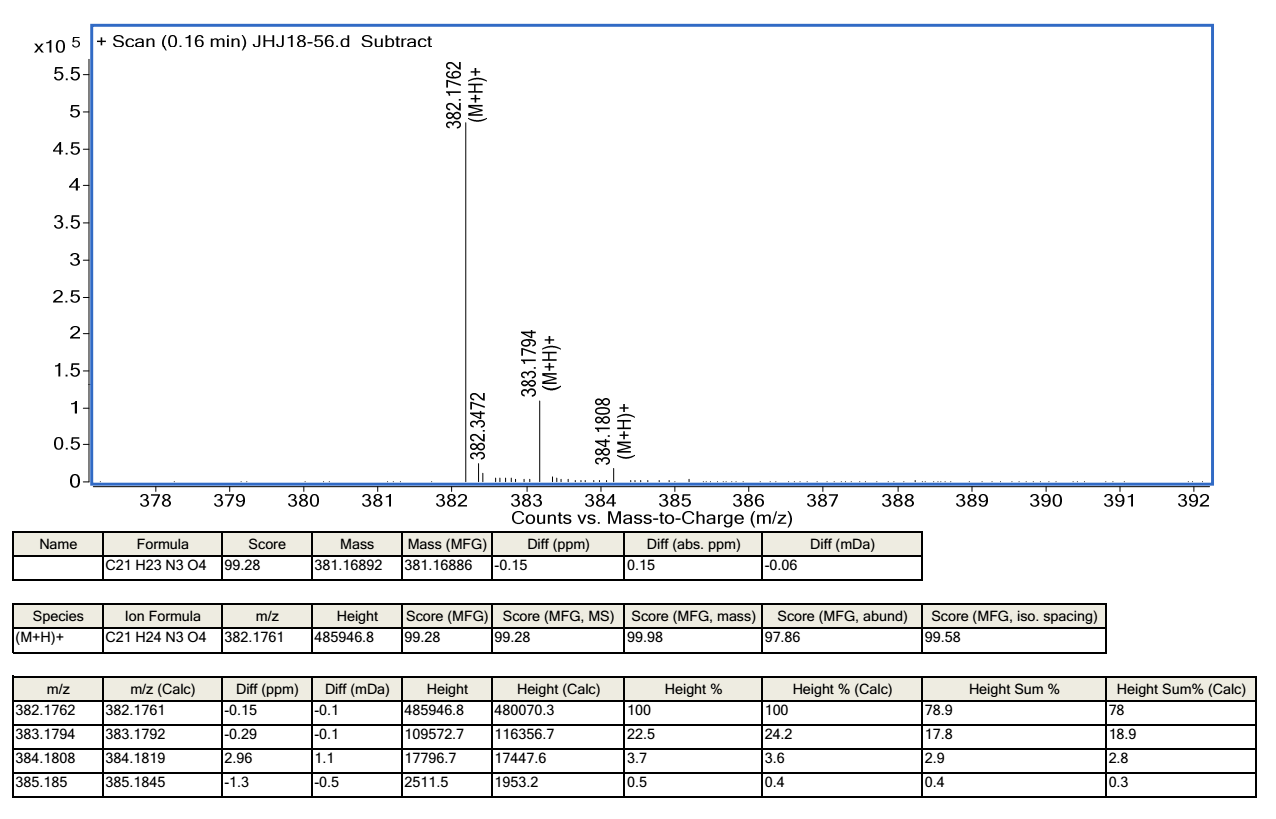 + Scan (0.16 min) JHJ18-56.d  Subtract
x10 5
5.5
5
4.5
4
3.5
3
2.5
2
1.5
1
0.5
0
382.1762
(M+H)+
382.3472
383.1794
(M+H)+
384.1808
(M+H)+
378 379 380 381 382 383 384 385 386 387 388 389 390 391 392
Counts vs. Mass-to-Charge (m/z)
Name Formula Score Mass Mass (MFG) Diff (ppm) Diff (abs. ppm) Diff (mDa)
C21 H23 N3 O4 99.28 381.16892 381.16886 -0.15 0.15 -0.06
Species Ion Formula m/z Height Score (MFG) Score (MFG, MS) Score (MFG, mass) Score (MFG, abund) Score (MFG, iso. spacing)
(M+H)+ C21 H24 N3 O4 382.1761 485946.8 99.28 99.28 99.98 97.86 99.58
m/z m/z (Calc) Diff (ppm) Diff (mDa) Height Height (Calc) Height % Height % (Calc) Height Sum % Height Sum% (Calc)
382.1762 382.1761 -0.15 -0.1 485946.8 480070.3 100 100 78.9 78
383.1794 383.1792 -0.29 -0.1 109572.7 116356.7 22.5 24.2 17.8 18.9
384.1808 384.1819 2.96 1.1 17796.7 17447.6 3.7 3.6 2.9 2.8
385.185 385.1845 -1.3 -0.5 2511.5 1953.2 0.5 0.4 0.4 0.3